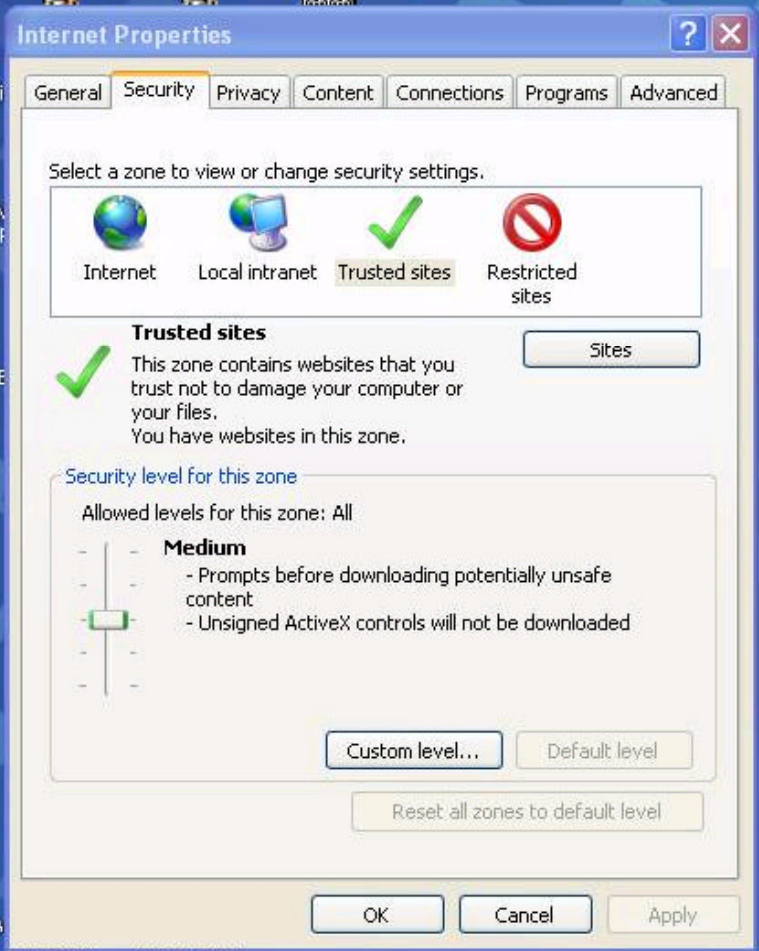 Internet Properties
?
General Security Privacy Content Connections Programs Advanced
Select a zone to view or change security settings.
Internet
Local intranet
Trusted sites
Restricted
sites
Trusted sites
Sites
This zone contains websites that you
trust not to damage your computer or
your files.
You have websites in this zone.
Security level for this zone
Allowed levels for this zone: All
Medium
- Prompts before downloading potentially unsafe
content
- Unsigned ActiveX controls will not be downloaded
Custom level...
Default level
Reset all zones to default level
OK
Cancel
Apply